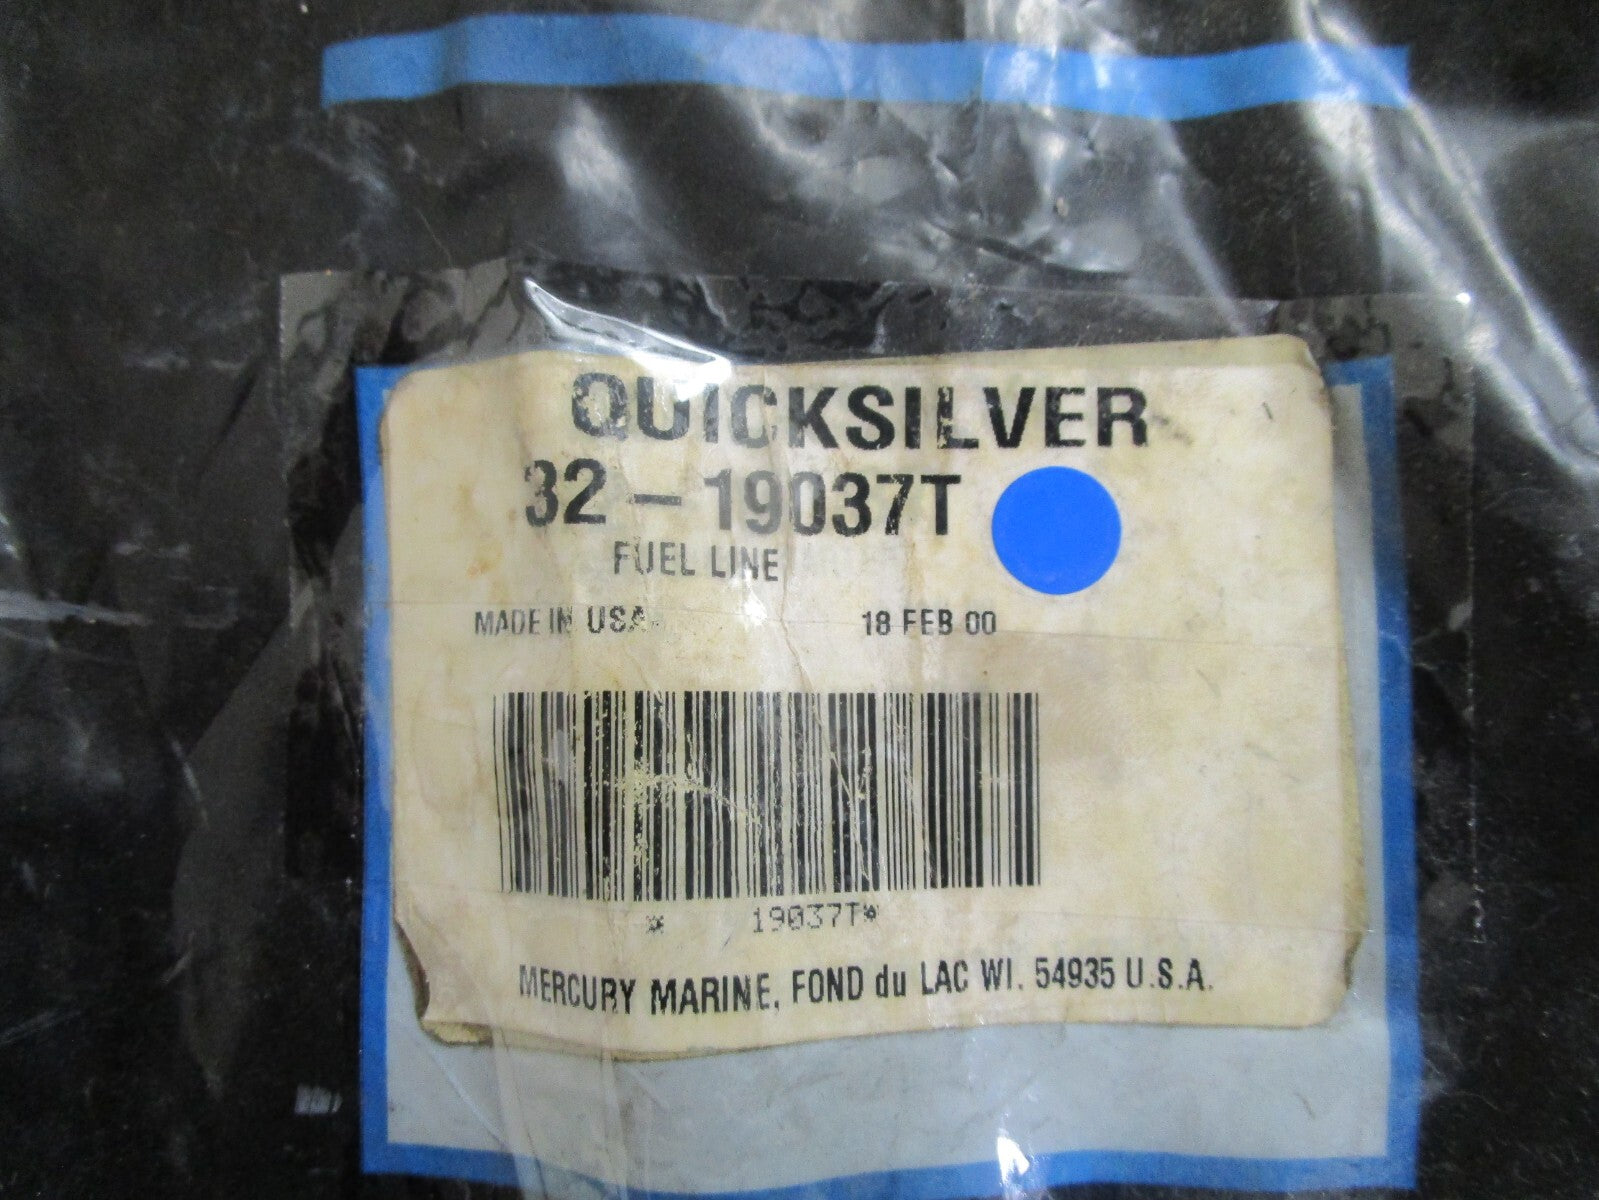 QUICKSILVER
32-19037T
FUEL LINE
MADE IN USA 18 FEB 00
* 19037T*
MERCURY MARINE, FOND du LAC WI. 54935 U.S.A.